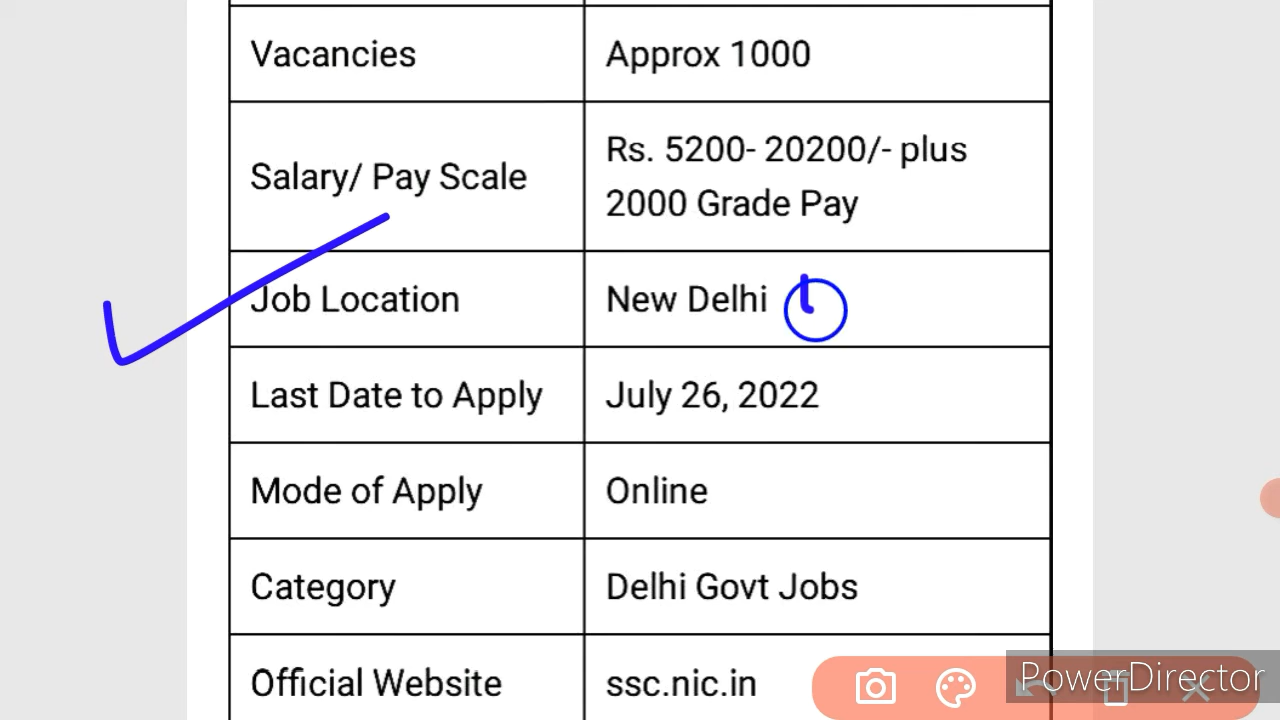 Vacancies Approx 1000
Salary/ Pay Scale Rs. 5200- 20200/- plus
2000 Grade Pay
Job Location New Delhi
Last Date to Apply July 26, 2022
Mode of Apply Online
Category Delhi Govt Jobs
Official Website ssc.nic.in
PowerDirector